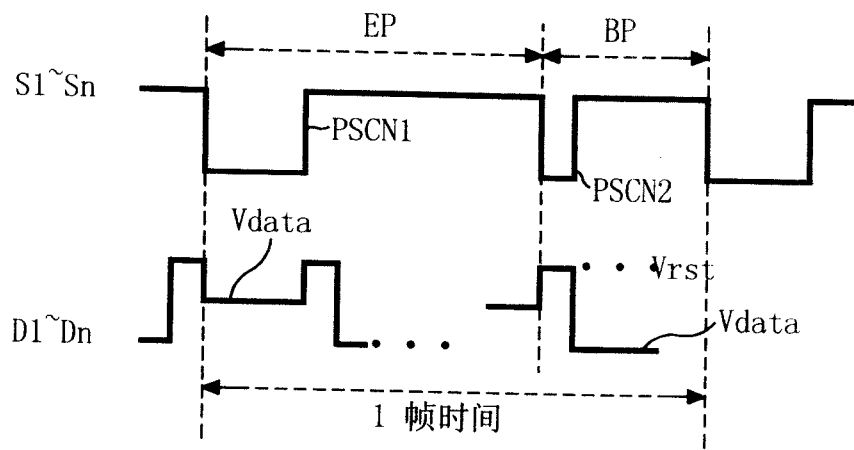 EP
BP
S1~Sn
PSCN1
PSCN2
Vdata
Vrst
D1~Dn
Vdata
1 帧时间